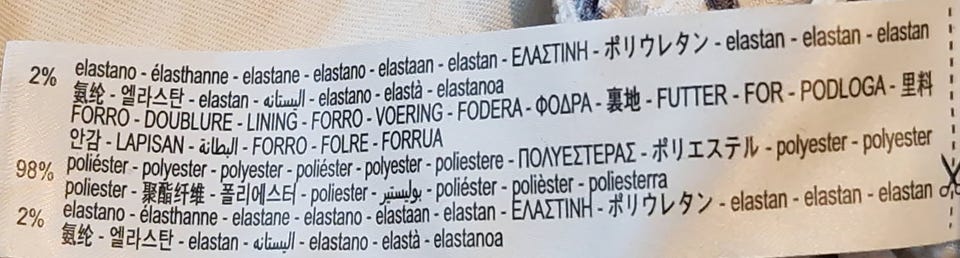 2% elastano - élasthanne - elastane - elastano - elastaan - elastan - ΕΛΑΣΤΙΝΗ - ポリウレタン - elastan - elastan - elastan
氨纶 - 엘라스탄 - elastan - اليستانه - elastano - elastà - elastanoa
FORRO - DOUBLURE - LINING - FORRO - VOERING - FODERA - ΦΟΔΡΑ - 裏地 - FUTTER - FOR - PODLOGA - 里料
안감 - LAPISAN - البطانة - FORRO - FOLRE - FORRUA
98% poliéster - polyester - polyester - poliéster - polyester - poliestere - ΠΟΛΥΕΣΤΕΡΑΣ - ポリエステル - polyester - polyester
poliester - 聚酯纤维 - 폴리에스터 - poliester - بوليستير - poliéster - polièster - poliesterra
2% elastano - élasthanne - elastane - elastano - elastaan - elastan - ΕΛΑΣΤΙΝΗ - ポリウレタン - elastan - elastan - elastan
氨纶 - 엘라스탄 - elastan - اليستانه - elastano - elastà - elastanoa